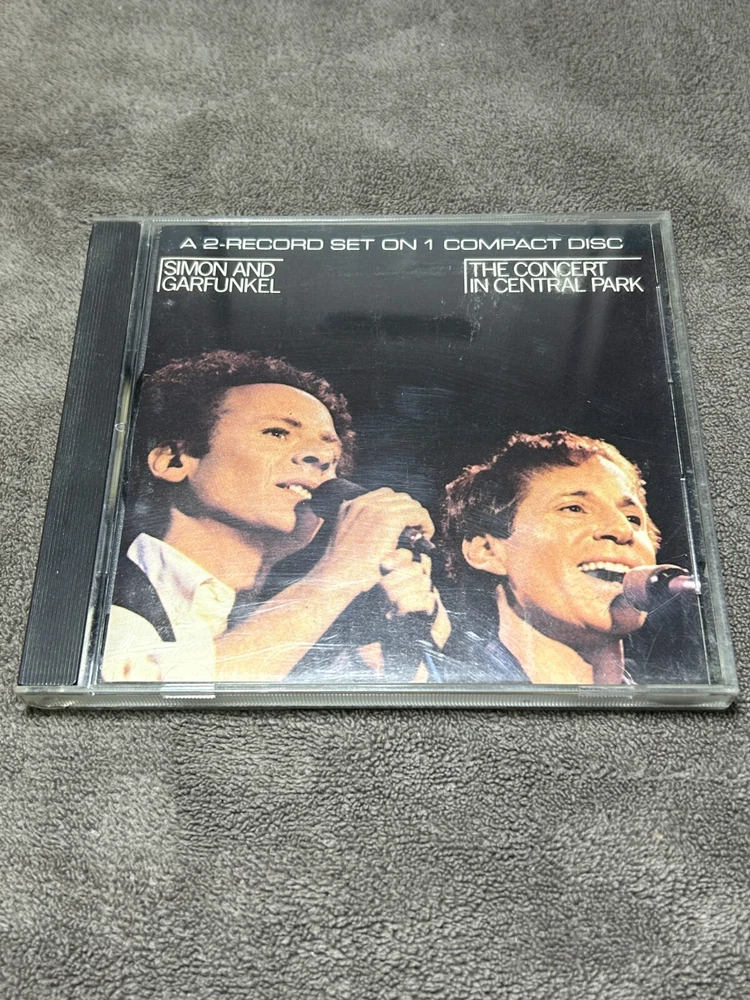 A 2-RECORD SET ON 1 COMPACT DISC
SIMON AND
GARFUNKEL
THE CONCERT
IN CENTRAL PARK